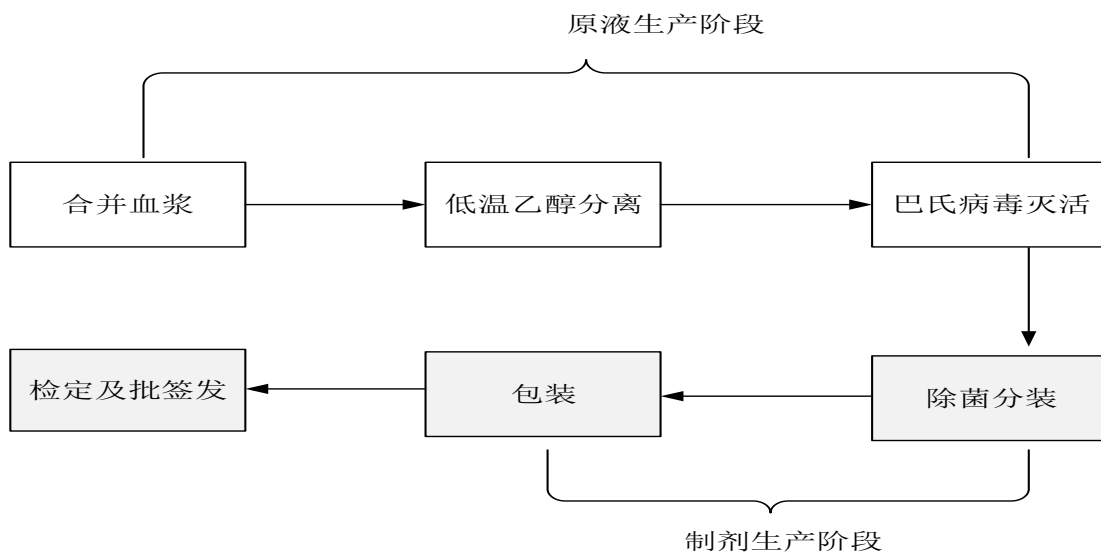 原液生产阶段
合并血浆
低温乙醇分离
巴氏病毒灭活
检定及批签发
包装
除菌分装
制剂生产阶段